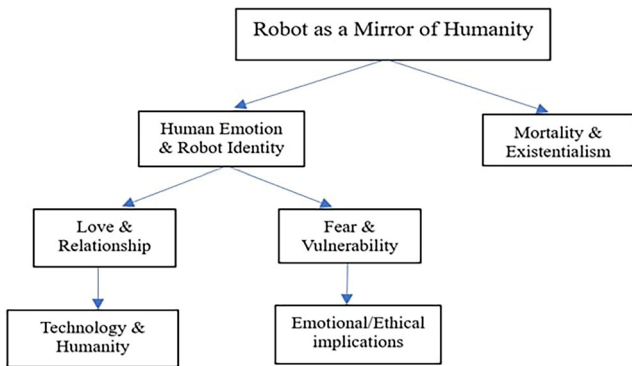 Robot as a Mirror of Humanity
Human Emotion
& Robot Identity
Mortality &
Existentialism
Love &
Relationship
Fear &
Vulnerability
Technology &
Humanity
Emotional/Ethical
implications